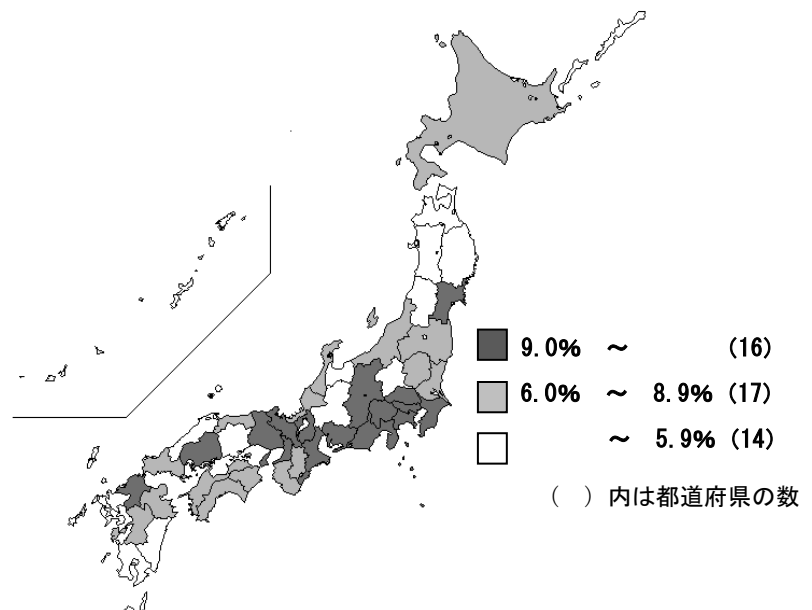 9.0% ~ (16)
6.0% ~ 8.9% (17)
~ 5.9% (14)
( )内は都道府県の数